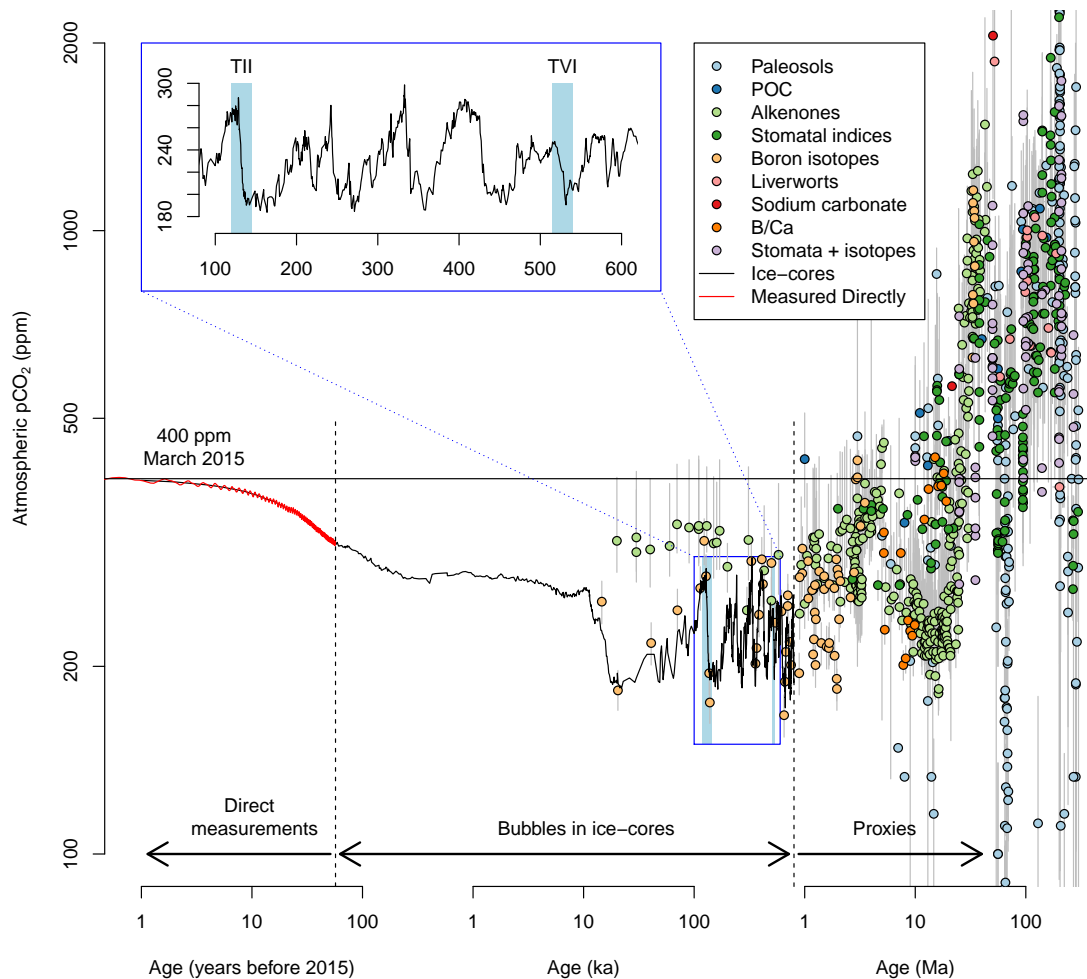 TII
TVI
300
240
180
100
200
300
400
500
600
Paleosols
POC
Alkenones
Stomatal indices
Boron isotopes
Liverworts
Sodium carbonate
B/Ca
Stomata + isotopes
Ice−cores
Measured Directly
2000
1000
500
200
100
Atmospheric pCO₂ (ppm)
400 ppm
March 2015
Direct
measurements
Bubbles in ice−cores
Proxies
1
10
100
1
10
100
1
10
100
Age (years before 2015)
Age (ka)
Age (Ma)